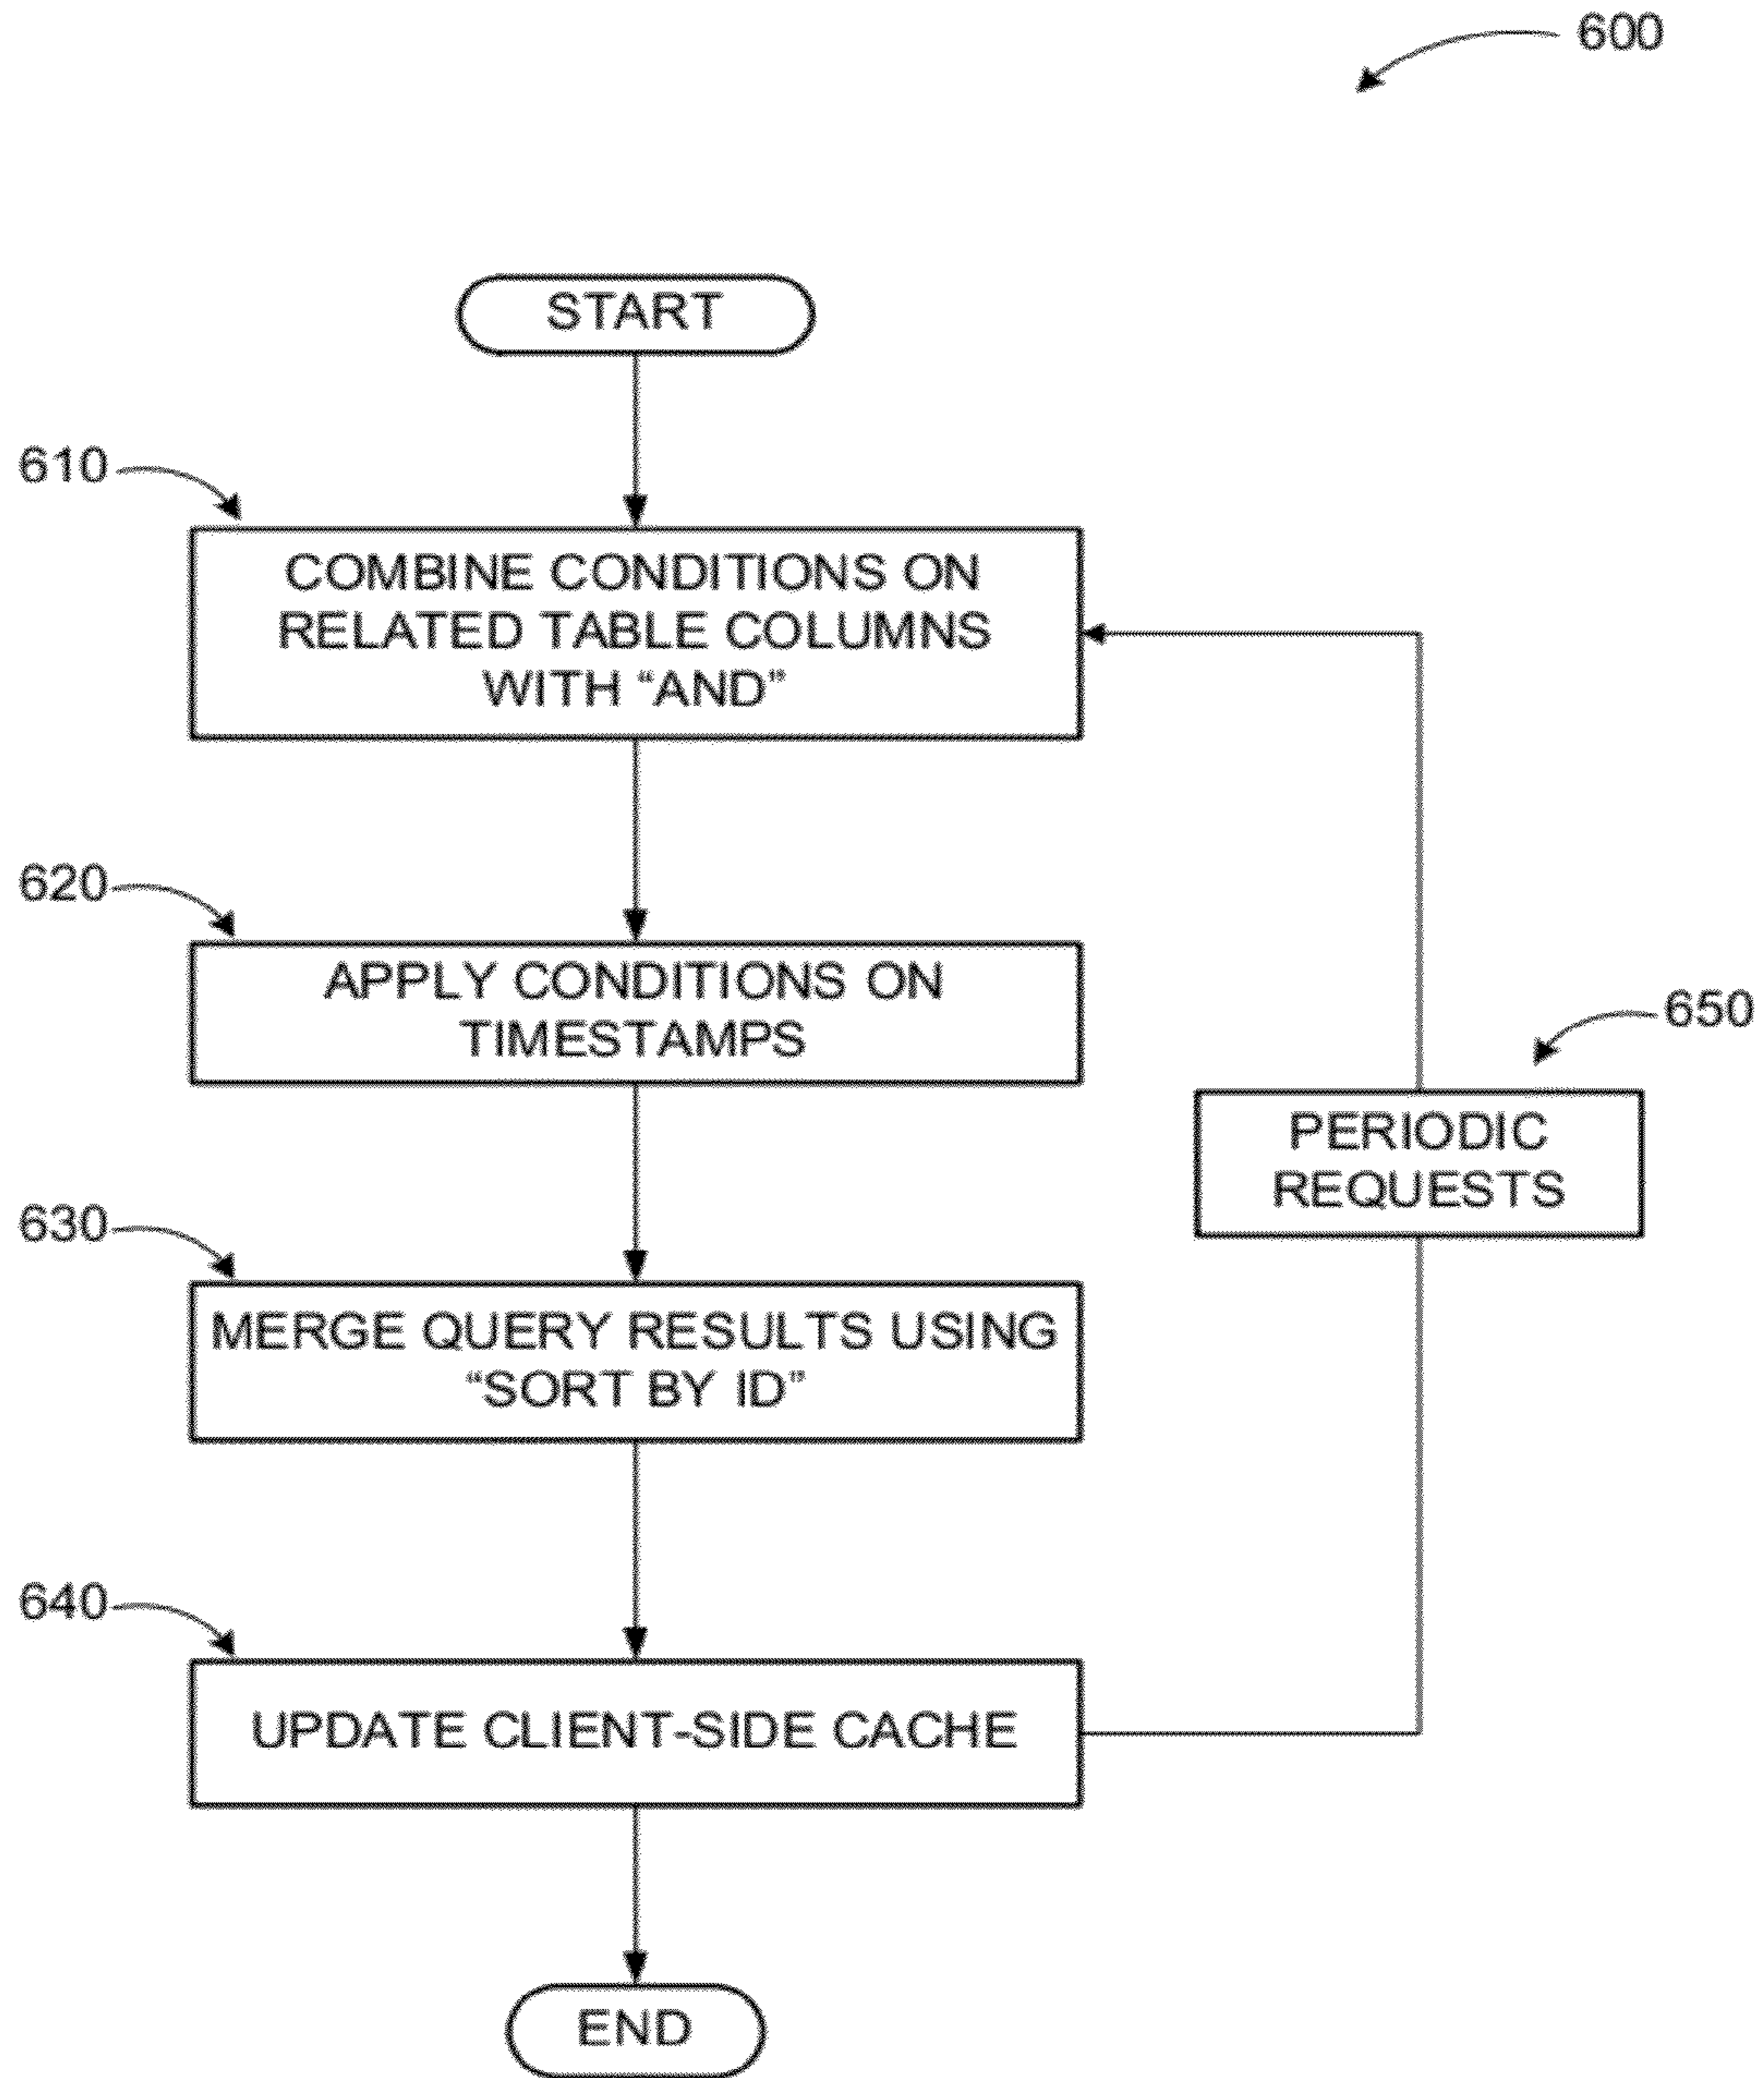 600
START
610
COMBINE CONDITIONS ON
RELATED TABLE COLUMNS
WITH “AND”
620
APPLY CONDITIONS ON
TIMESTAMPS
650
PERIODIC
REQUESTS
630
MERGE QUERY RESULTS USING
“SORT BY ID”
640
UPDATE CLIENT-SIDE CACHE
END